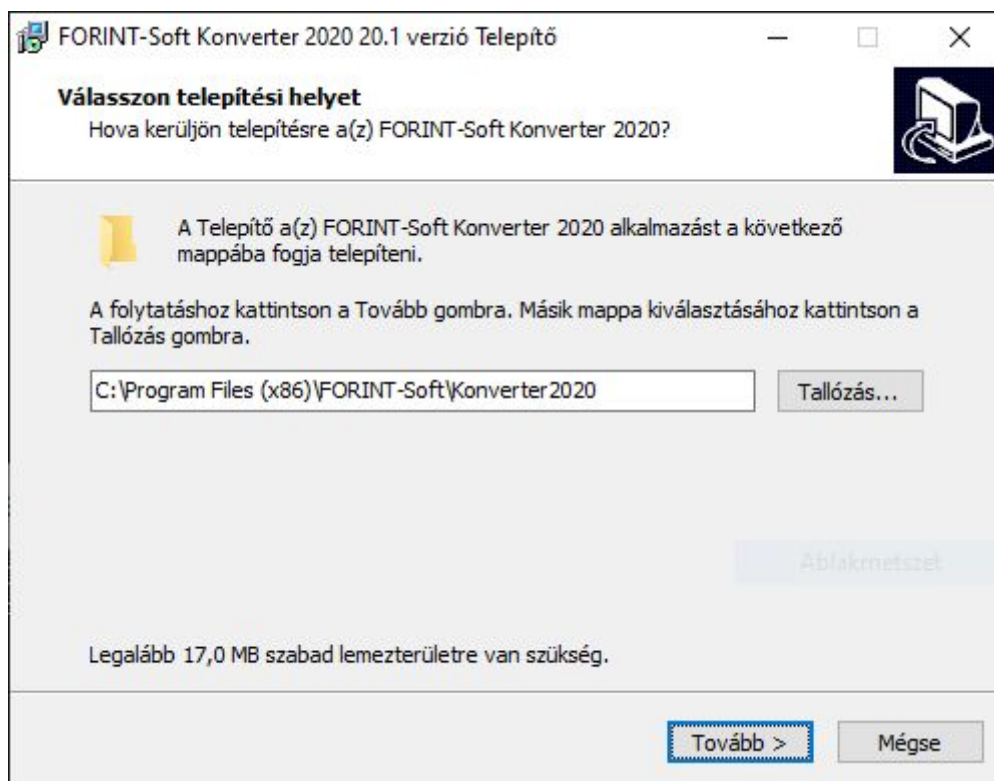 FORINT-Soft Konverter 2020 20.1 verzió Telepítő
Válasszon telepítési helyet
Hova kerüljön telepítésre a(z) FORINT-Soft Konverter 2020?
A Telepítő a(z) FORINT-Soft Konverter 2020 alkalmazást a következő
mappába fogja telepíteni.
A folytatáshoz kattintson a Tovább gombra. Másik mappa kiválasztásához kattintson a
Tallózás gombra.
C:\Program Files (x86)\FORINT-Soft\Konverter2020
Tallózás...
Ablakmetszet
Legalább 17,0 MB szabad lemezterületre van szükség.
Tovább >
Mégse